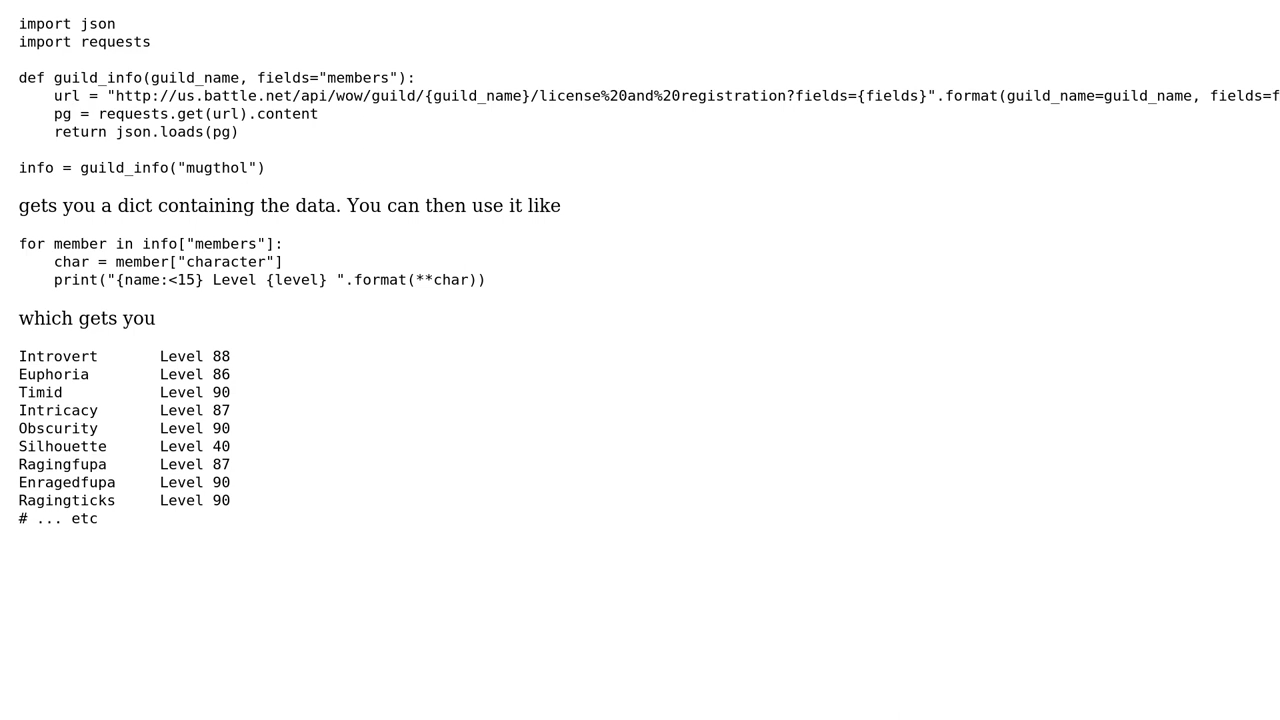 import json
import requests

def guild_info(guild_name, fields="members"):
    url = "http://us.battle.net/api/wow/guild/{guild_name}/license%20and%20registration?fields={fields}".format(guild_name=guild_name, fields=f
    pg = requests.get(url).content
    return json.loads(pg)

info = guild_info("mugthol")

gets you a dict containing the data. You can then use it like

for member in info["members"]:
    char = member["character"]
    print("{name:<15} Level {level} ".format(**char))

which gets you

Introvert       Level 88
Euphoria        Level 86
Timid           Level 90
Intricacy       Level 87
Obscurity       Level 90
Silhouette      Level 40
Ragingfupa      Level 87
Enragedfupa     Level 90
Ragingticks     Level 90
# ... etc